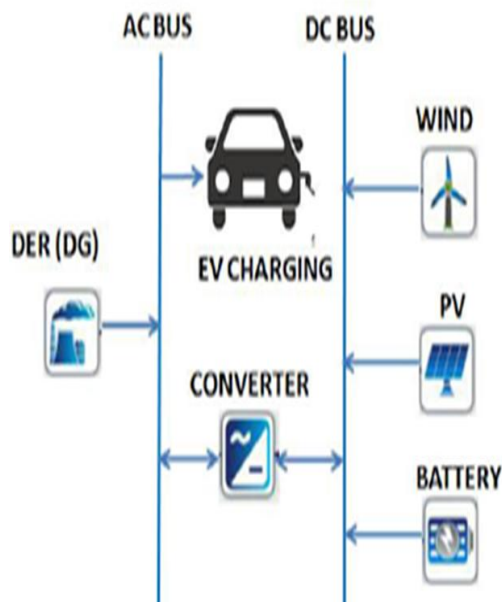 AC BUS
DC BUS
WIND
DER (DG)
EV CHARGING
PV
CONVERTER
BATTERY